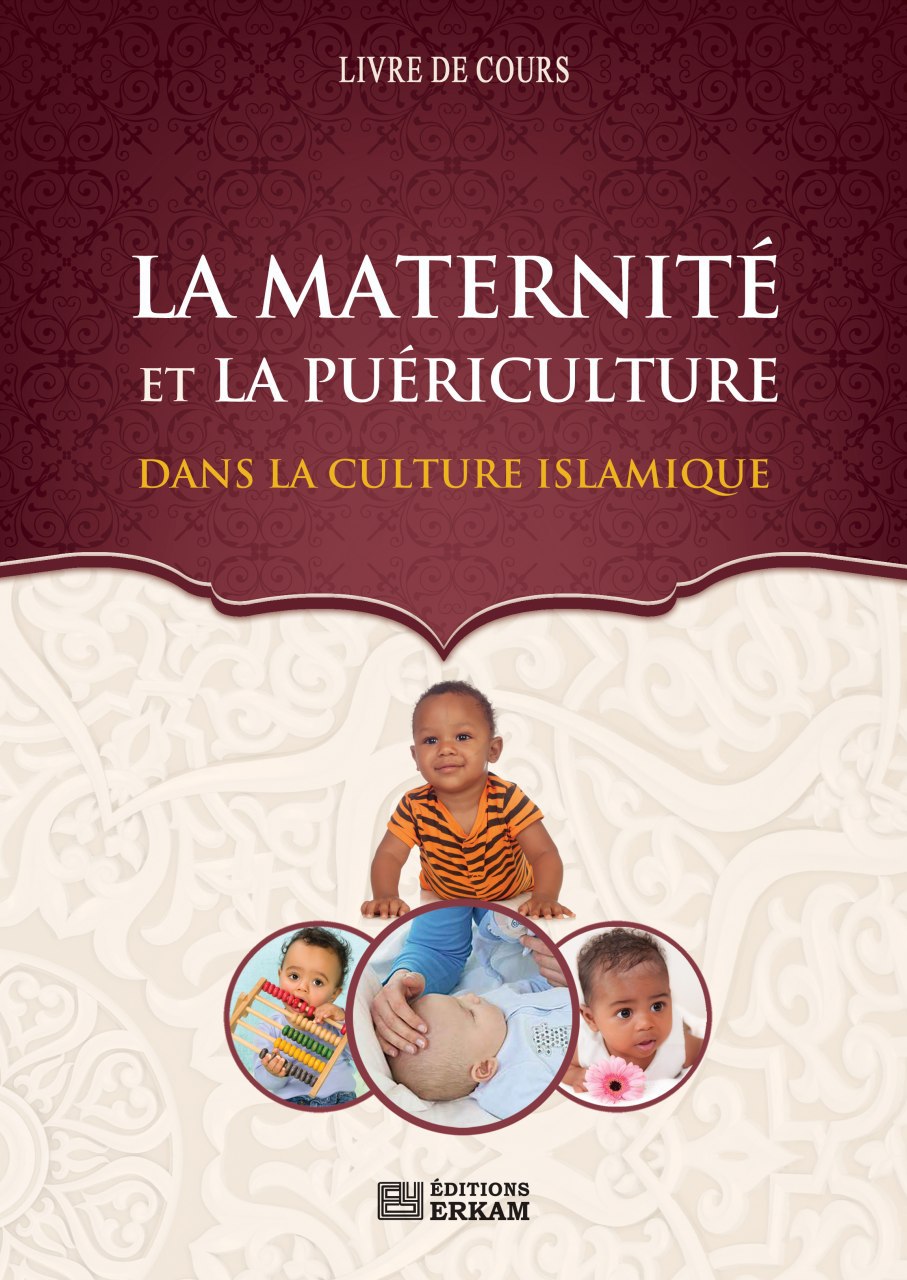 LIVRE DE COURS
LA MATERNITÉ
ET LA PUÉRICULTURE
DANS LA CULTURE ISLAMIQUE
ÉDITIONS
ERKAM